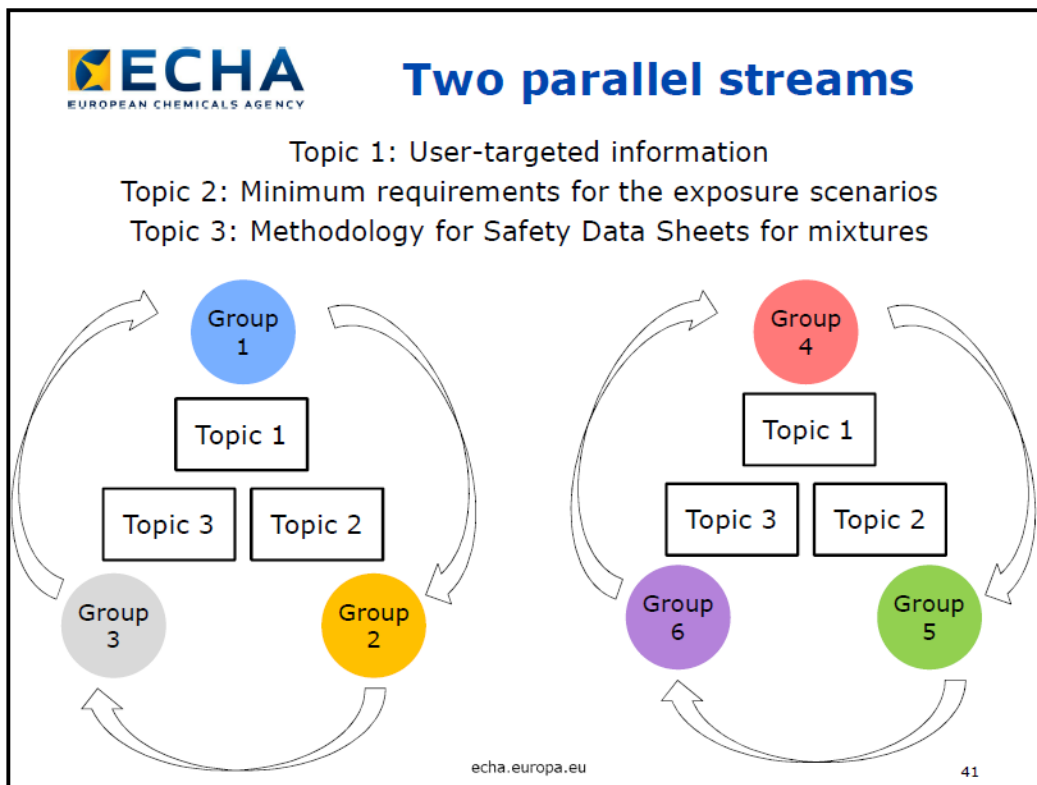 ECHA
EUROPEAN CHEMICALS AGENCY
Two parallel streams
Topic 1: User-targeted information
Topic 2: Minimum requirements for the exposure scenarios
Topic 3: Methodology for Safety Data Sheets for mixtures
Group
1
Topic 1
Topic 3
Topic 2
Group
3
Group
2
Group
4
Topic 1
Topic 3
Topic 2
Group
6
Group
5
echa.europa.eu
41